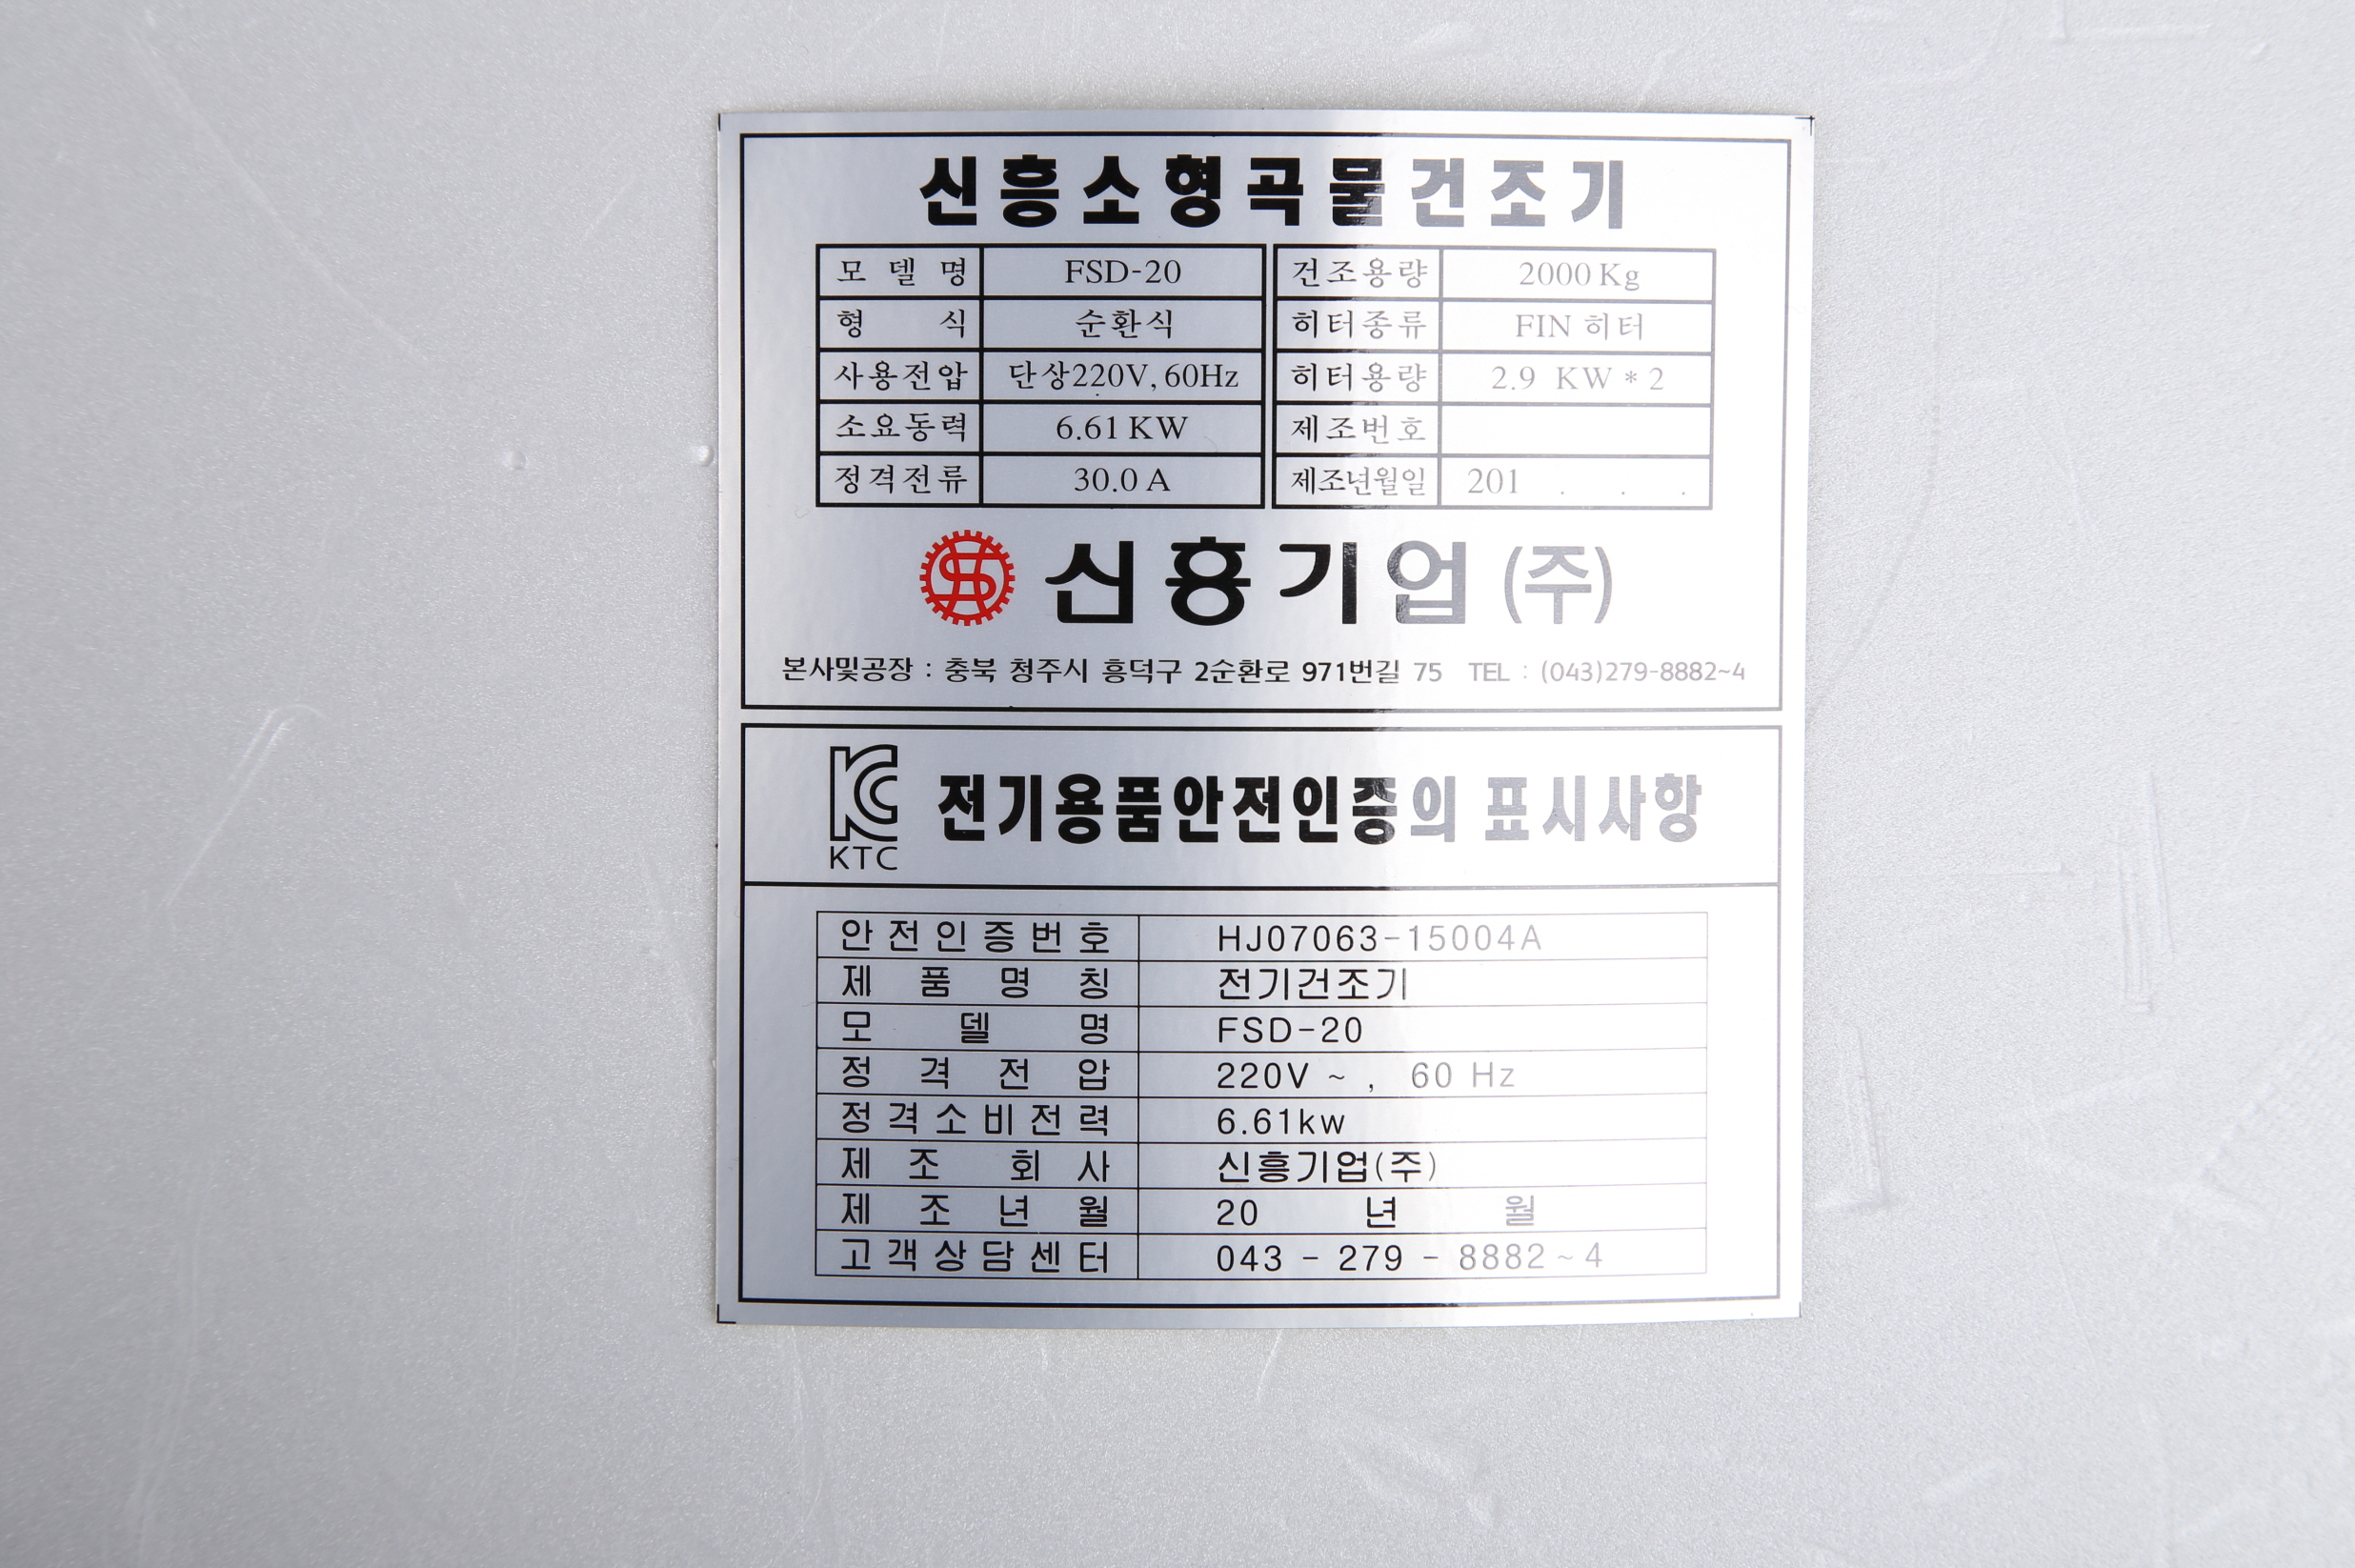 신흥소형곡물건조기
모델명 FSD-20 건조용량 2000Kg
형식 순환식 히터종류 FIN 히터
사용전압 단상220V, 60Hz 히터용량 2.9 KW * 2
소요동력 6.61 KW 제조번호
정격전류 30.0 A 제조년월일 201 . . .
신흥기업(주)
본사및공장 : 충북 청주시 흥덕구 2순환로 971번길 75 TEL : (043)279-8882~4
KC 전기용품안전인증의 표시사항
KTC
안전인증번호 HJ07063-15004A
제품명칭 전기건조기
모델명 FSD-20
정격전압 220V ~ , 60 Hz
정격소비전력 6.61kw
제조회사 신흥기업(주)
제조년월 20 년 월
고객상담센터 043 - 279 - 8882 ~ 4